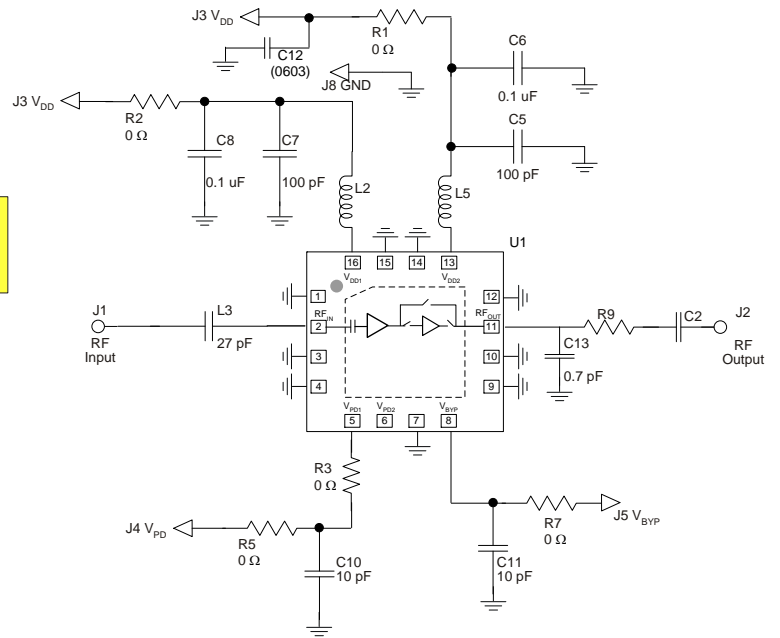 J3 VDD
R1
0 Ω
C12
(0603)
J8 GND
C6
0.1 uF
J3 VDD
R2
0 Ω
C8
0.1 uF
C7
100 pF
C5
100 pF
L2
L5
U1
16
15
14
13
VDD1
VDD2
1
12
J1
RF
Input
L3
27 pF
2
RFIN
RFOUT
11
R9
C2
J2
RF
Output
C13
0.7 pF
3
10
4
9
VPD1
VPD2
VBYP
5
6
7
8
R3
0 Ω
J4 VPD
R5
0 Ω
C10
10 pF
R7
0 Ω
J5 VBYP
C11
10 pF